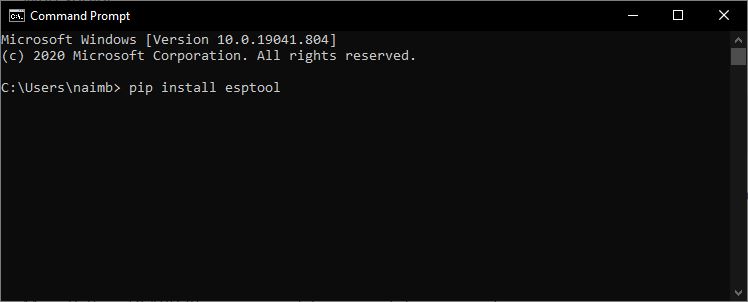 Command Prompt
Microsoft Windows [Version 10.0.19041.804]
(c) 2020 Microsoft Corporation. All rights reserved.
C:\Users\naimb> pip install esptool